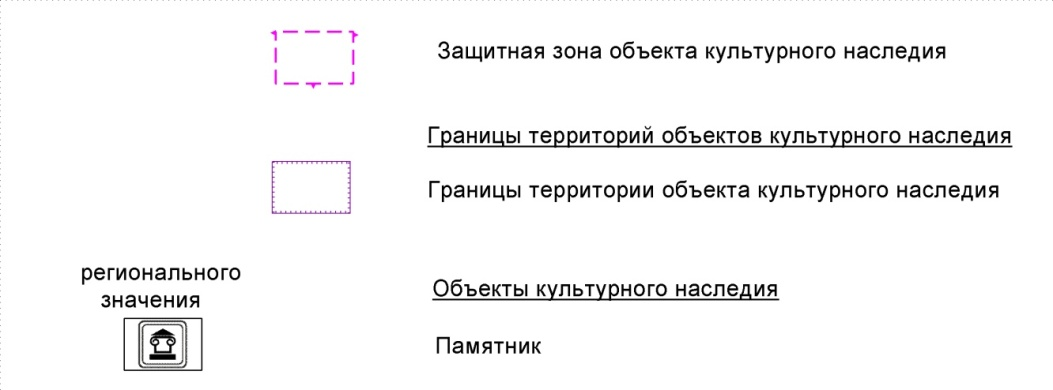 Защитная зона объекта культурного наследия
Границы территорий объектов культурного наследия
Границы территории объекта культурного наследия
регионального
значения
Объекты культурного наследия
Памятник